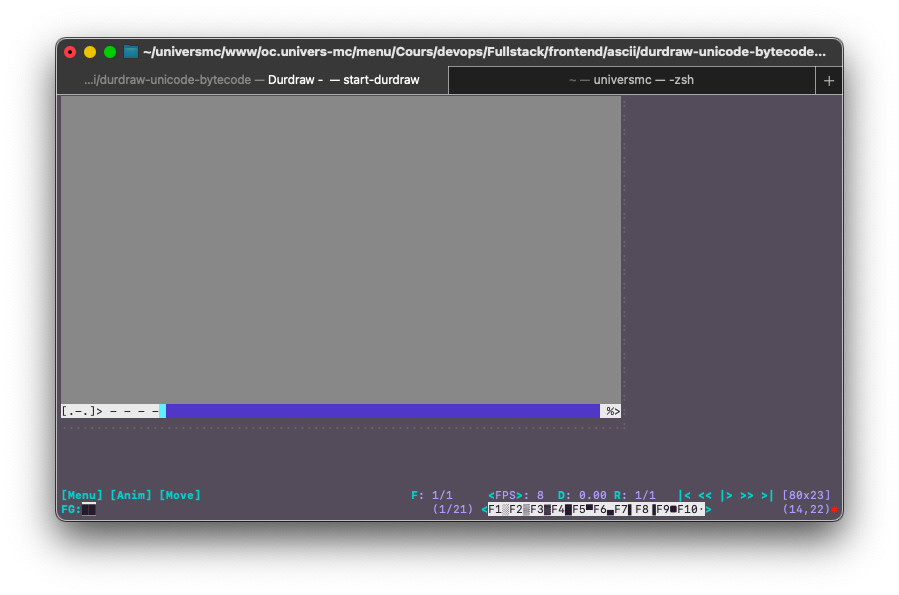 ~/universmc/www/oc.univers-mc/menu/Cours/devops/Fullstack/frontend/ascii/durdraw-unicode-bytecode...
...i/durdraw-unicode-bytecode — Durdraw - — start-durdraw
~ — universmc — -zsh
+
[.-.]> - - - - %>
[Menu] [Anim] [Move] F: 1/1 <FPS>: 8 D: 0.00 R: 1/1 |< << |> >> >| [80x23]
FG:██ (1/21) <F1░F2▒F3▓F4█F5▀F6▄F7▌F8▐F9■F10·> (14,22)